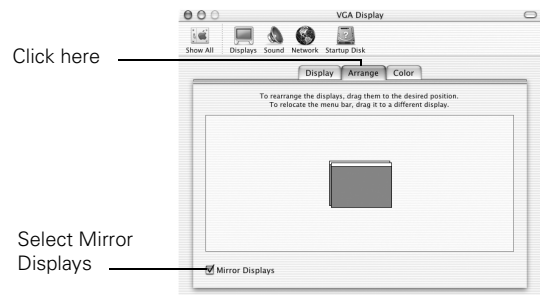 VGA Display
Show All Displays Sound Network Startup Disk
Click here
Display Arrange Color
To rearrange the displays, drag them to the desired position.
To relocate the menu bar, drag it to a different display.
Select Mirror
Displays
Mirror Displays